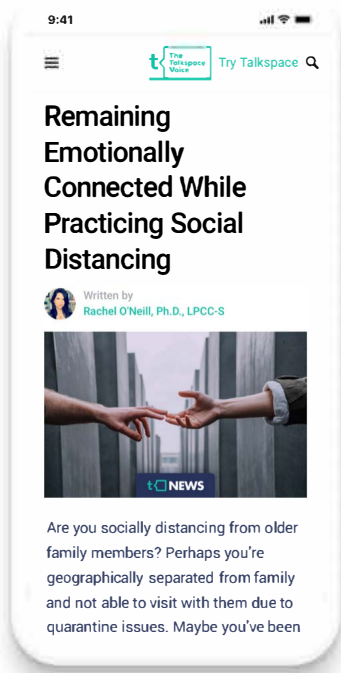 9:41
The
Talkspace
Voice
Try Talkspace
Remaining
Emotionally
Connected While
Practicing Social
Distancing
Written by
Rachel O'Neill, Ph.D., LPCC-S
NEWS
Are you socially distancing from older
family members? Perhaps you're
geographically separated from family
and not able to visit with them due to
quarantine issues. Maybe you've been